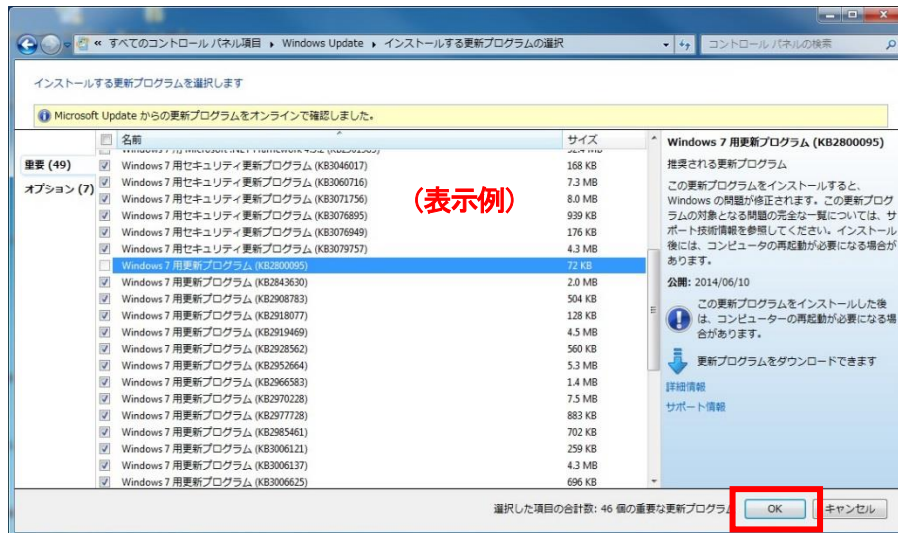 « すべてのコントロール パネル項目 ▸ Windows Update ▸ インストールする更新プログラムの選択
コントロール パネルの検索
インストールする更新プログラムを選択します
Microsoft Update からの更新プログラムをオンラインで確認しました。
名前 サイズ
重要 (49)
オプション (7)
Windows 7 用セキュリティ更新プログラム (KB3046017) 168 KB
Windows 7 用セキュリティ更新プログラム (KB3060716) 7.3 MB
Windows 7 用セキュリティ更新プログラム (KB3071756) 8.0 MB
Windows 7 用セキュリティ更新プログラム (KB3076895) 939 KB
Windows 7 用セキュリティ更新プログラム (KB3076949) 176 KB
Windows 7 用セキュリティ更新プログラム (KB3079757) 4.3 MB
Windows 7 用更新プログラム (KB2800095) 72 KB
Windows 7 用更新プログラム (KB2843630) 2.0 MB
Windows 7 用更新プログラム (KB2908783) 504 KB
Windows 7 用更新プログラム (KB2918077) 128 KB
Windows 7 用更新プログラム (KB2919469) 4.5 MB
Windows 7 用更新プログラム (KB2928562) 560 KB
Windows 7 用更新プログラム (KB2952664) 5.3 MB
Windows 7 用更新プログラム (KB2966583) 1.4 MB
Windows 7 用更新プログラム (KB2970228) 7.5 MB
Windows 7 用更新プログラム (KB2977728) 883 KB
Windows 7 用更新プログラム (KB2985461) 702 KB
Windows 7 用更新プログラム (KB3006121) 259 KB
Windows 7 用更新プログラム (KB3006137) 4.3 MB
Windows 7 用更新プログラム (KB3006625) 696 KB
(表示例)
Windows 7 用更新プログラム (KB2800095)
推奨される更新プログラム
この更新プログラムをインストールすると、
Windows の問題が修正されます。この更新プログ
ラムの対象となる問題の完全な一覧については、サ
ポート技術情報を参照してください。インストール
後には、コンピュータの再起動が必要になる場合が
あります。
公開: 2014/06/10
この更新プログラムをインストールした後
は、コンピューターの再起動が必要になる場
合があります。
更新プログラムをダウンロードできます
詳細情報
サポート情報
選択した項目の合計数: 46 個の重要な更新プログラム
OK
キャンセル